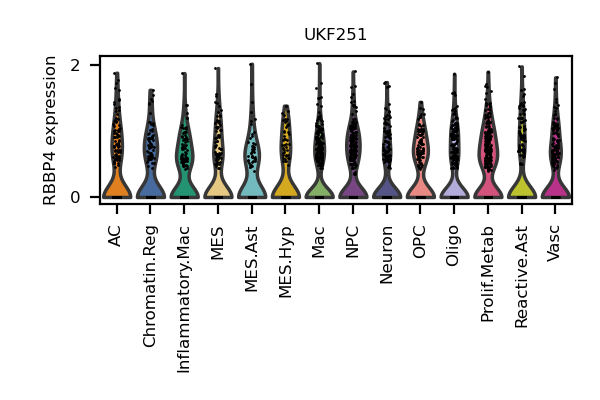 UKF251
RBBP4 expression
2
0
AC
Chromatin.Reg
Inflammatory.Mac
MES
MES.Ast
MES.Hyp
Mac
NPC
Neuron
OPC
Oligo
Prolif.Metab
Reactive.Ast
Vasc